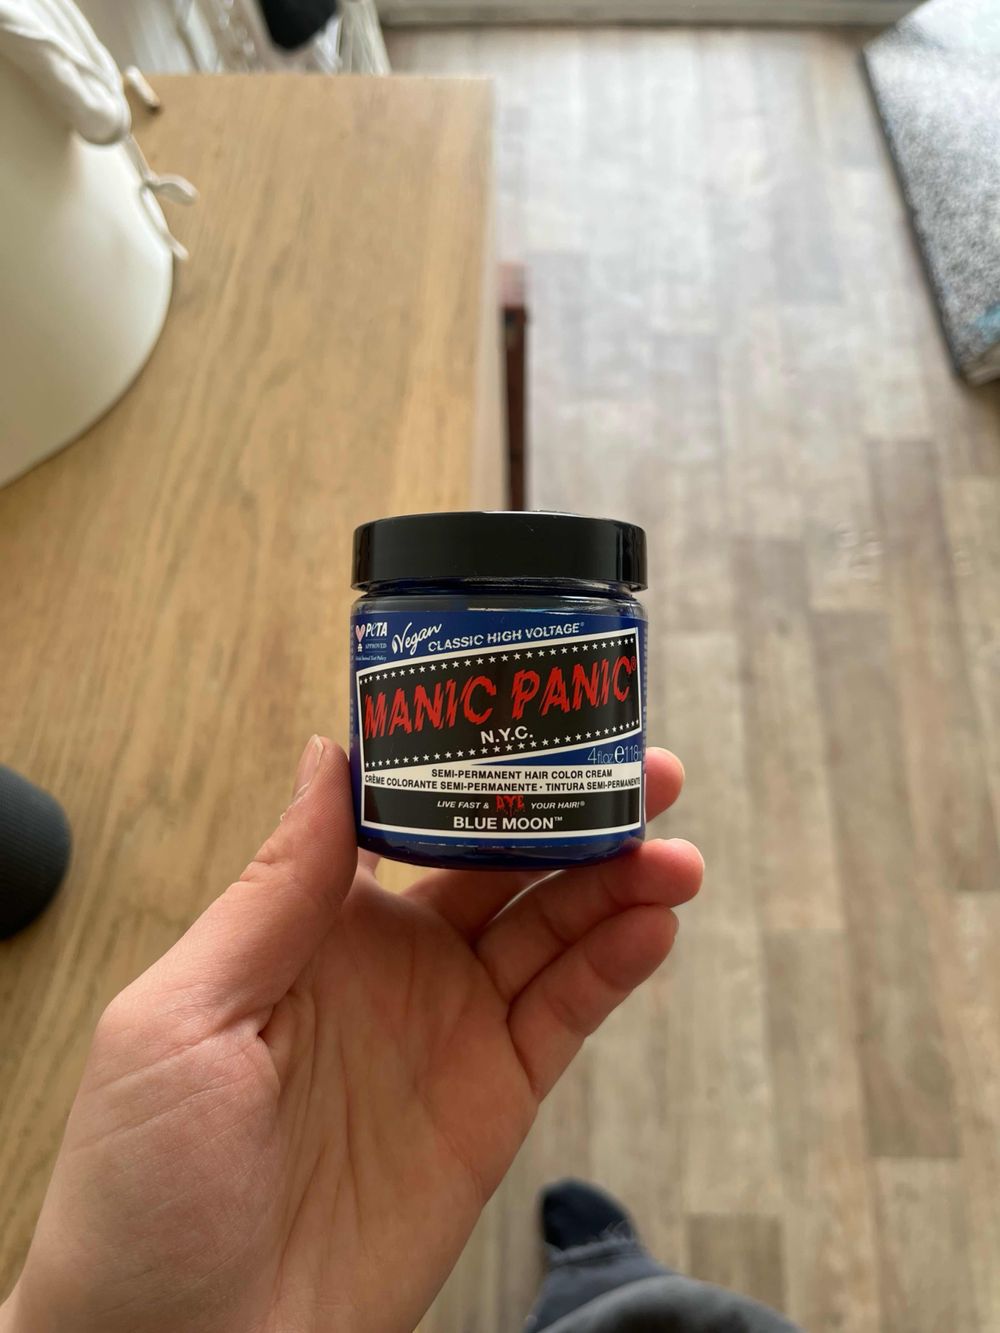 PETA
APPROVED
Vegan
CLASSIC HIGH VOLTAGE®
MANIC PANIC®
N.Y.C.
4fl.oz e 118
SEMI-PERMANENT HAIR COLOR CREAM
CRÈME COLORANTE SEMI-PERMANENTE • TINTURA SEMI-PERMANENTE
LIVE FAST & DYE YOUR HAIR!®
BLUE MOON™